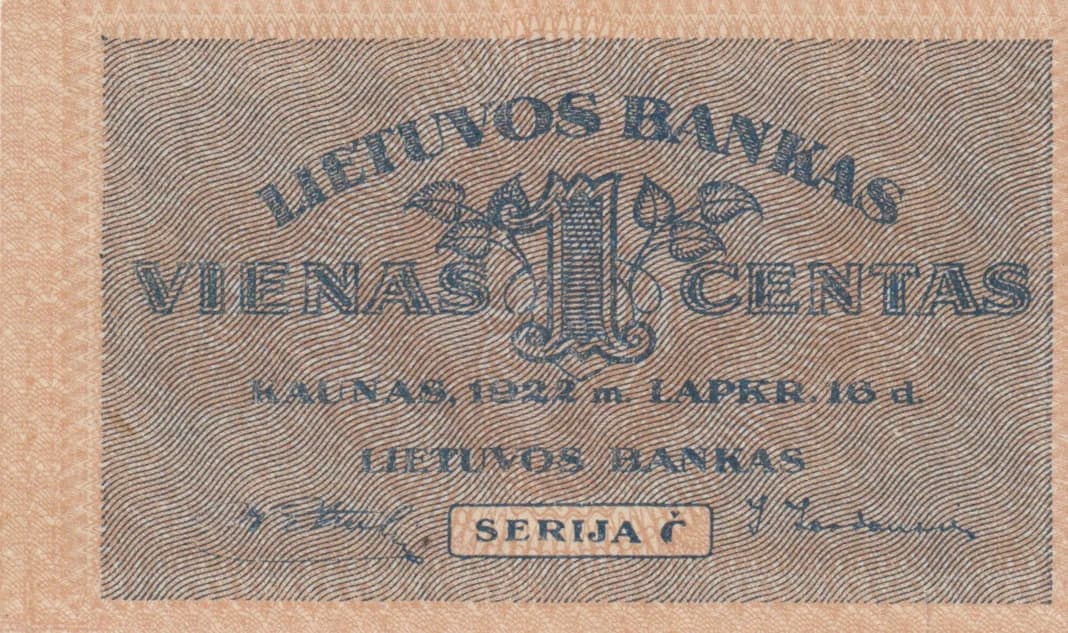 LIETUVOS BANKAS
VIENAS 1 CENTAS
KAUNAS, 1922 m. LAPKR. 16 d.
LIETUVOS BANKAS
SERIJA č